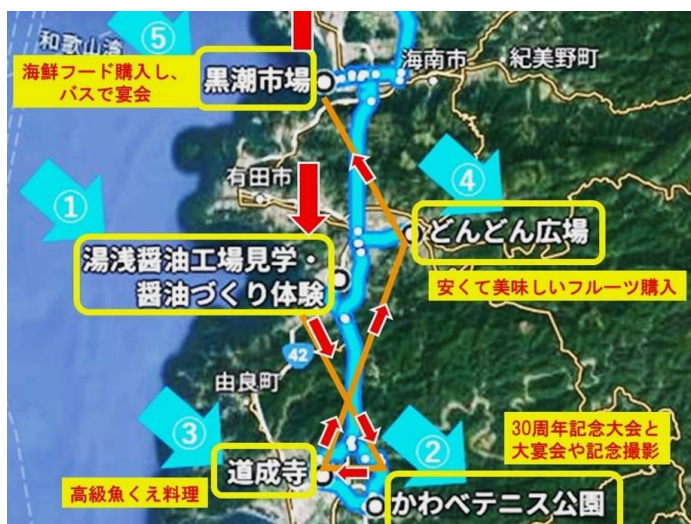 ⑤
和歌山湾
海鮮フード購入し、
バスで宴会
黒潮市場
海南市
紀美野町
①
有田市
④
どんどん広場
湯浅醤油工場見学・
醤油づくり体験
安くて美味しいフルーツ購入
42
由良町
③
道成寺
高級魚くえ料理
②
30周年記念大会と
大宴会や記念撮影
かわべテニス公園